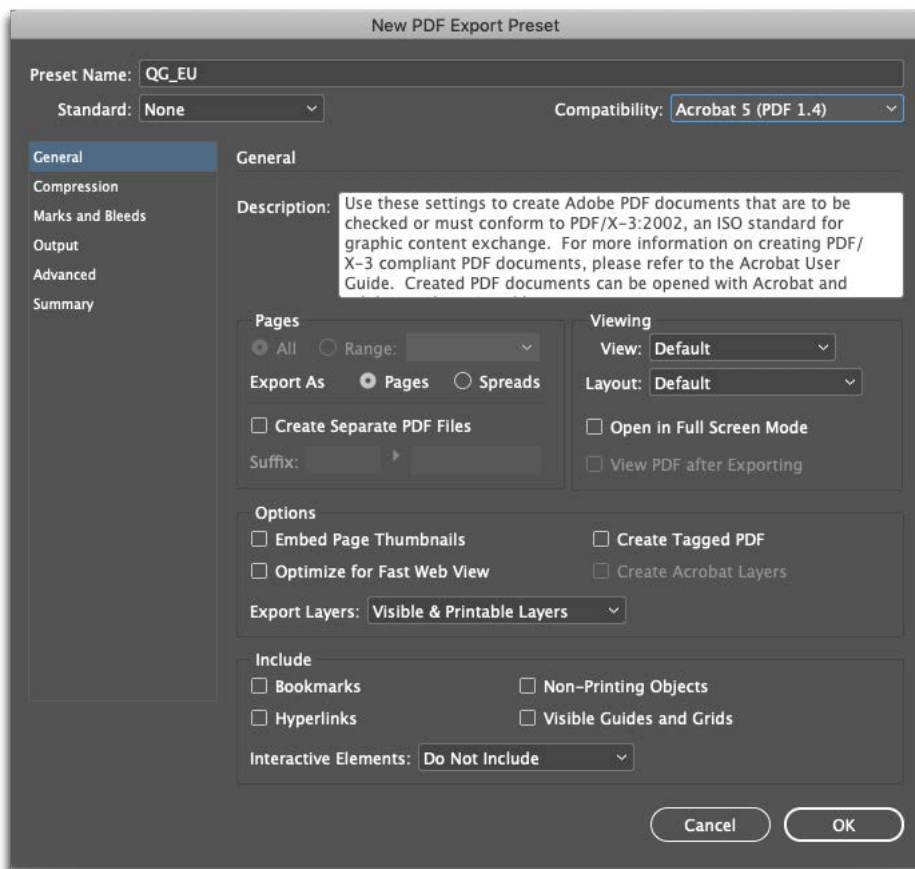 New PDF Export Preset
Preset Name: QG_EU
Standard: None Compatibility: Acrobat 5 (PDF 1.4)
General
Compression
Marks and Bleeds
Output
Advanced
Summary
General
Description: Use these settings to create Adobe PDF documents that are to be
checked or must conform to PDF/X-3:2002, an ISO standard for
graphic content exchange.  For more information on creating PDF/
X-3 compliant PDF documents, please refer to the Acrobat User
Guide.  Created PDF documents can be opened with Acrobat and
Pages
All Range:
Export As Pages Spreads
Create Separate PDF Files
Suffix:
Viewing
View: Default
Layout: Default
Open in Full Screen Mode
View PDF after Exporting
Options
Embed Page Thumbnails Create Tagged PDF
Optimize for Fast Web View Create Acrobat Layers
Export Layers: Visible & Printable Layers
Include
Bookmarks Non-Printing Objects
Hyperlinks Visible Guides and Grids
Interactive Elements: Do Not Include
Cancel OK